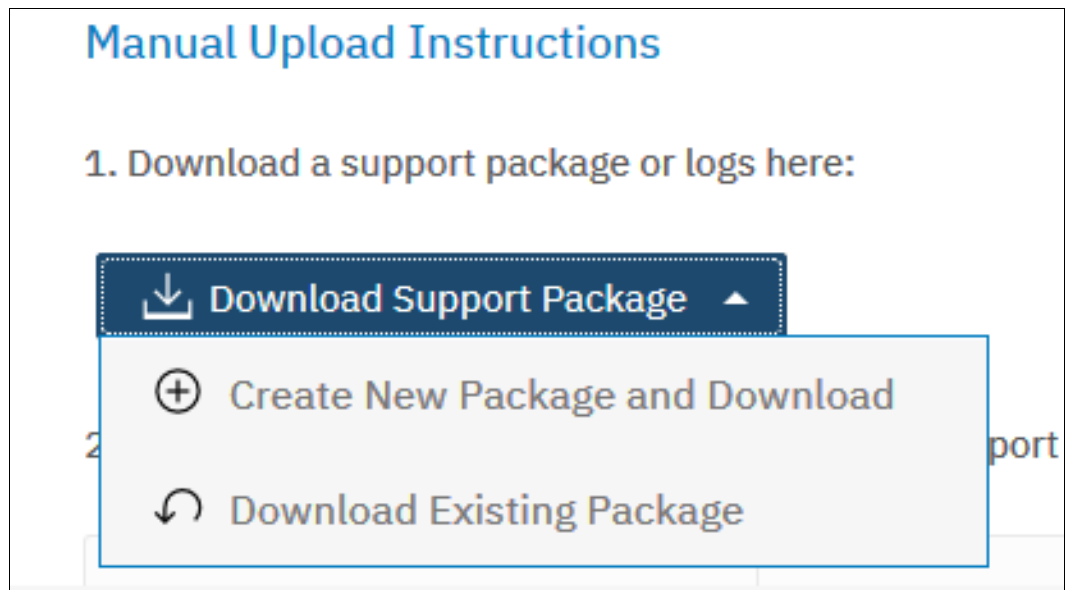 Manual Upload Instructions
1. Download a support package or logs here:
Download Support Package
Create New Package and Download
2
port
Download Existing Package